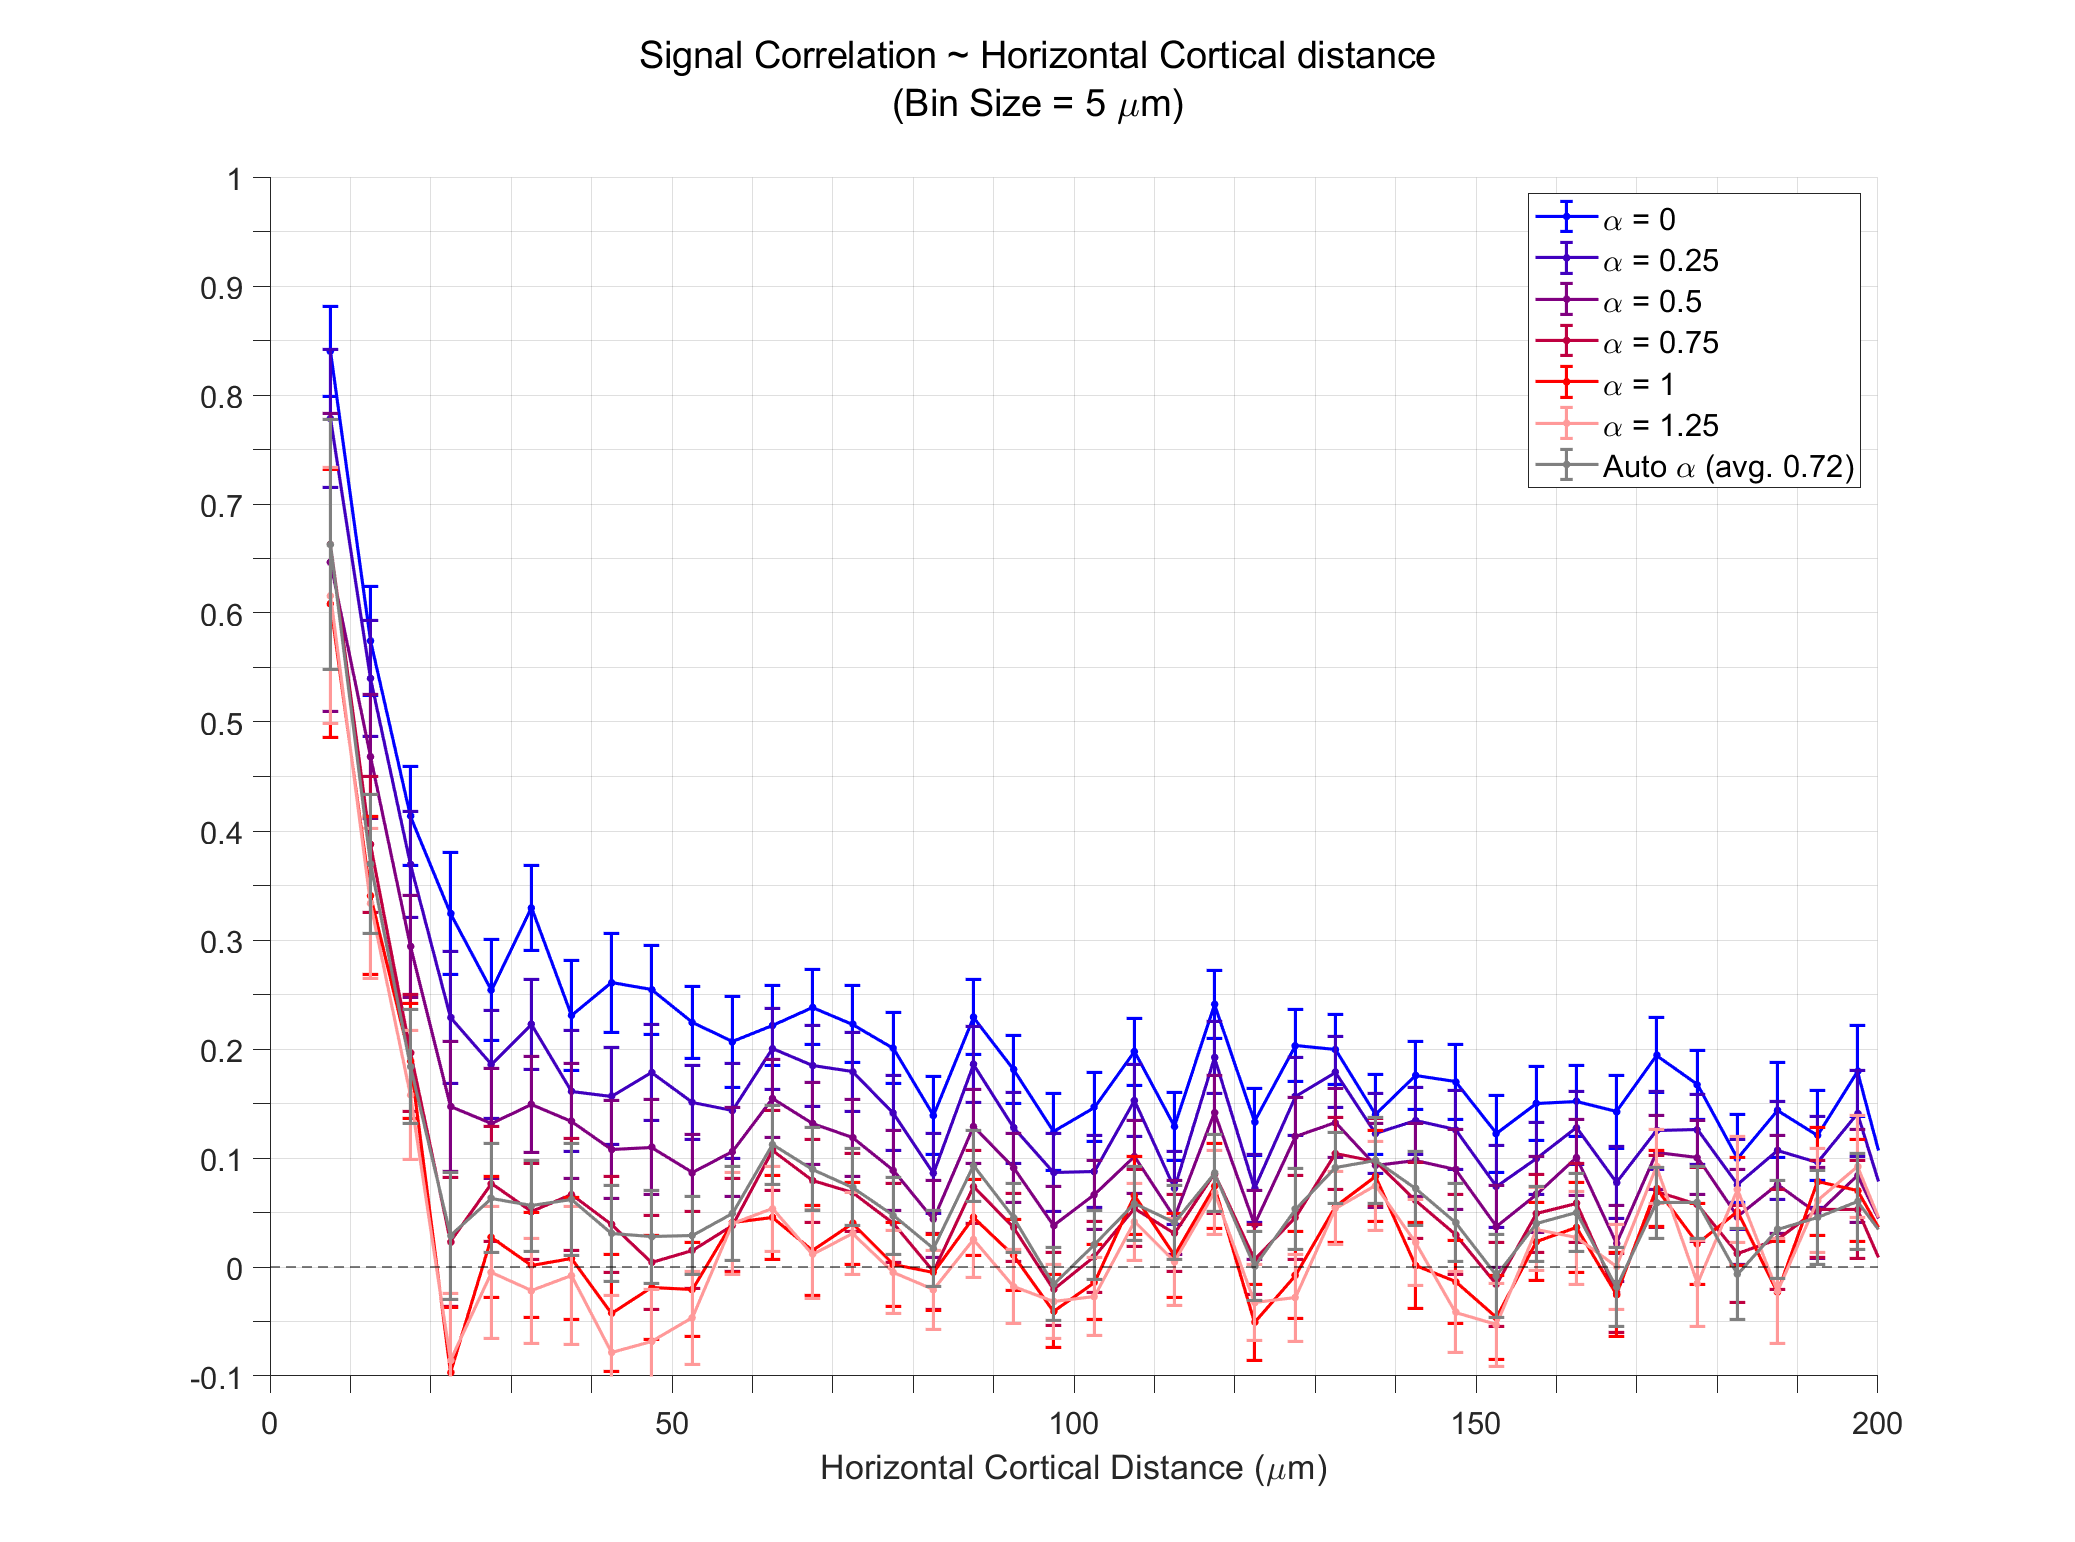 Signal Correlation ~ Horizontal Cortical distance
(Bin Size = 5 μm)
1
0.9
0.8
0.7
0.6
0.5
0.4
0.3
0.2
0.1
0
-0.1
0 50 100 150 200
Horizontal Cortical Distance (μm)
α = 0
α = 0.25
α = 0.5
α = 0.75
α = 1
α = 1.25
Auto α (avg. 0.72)